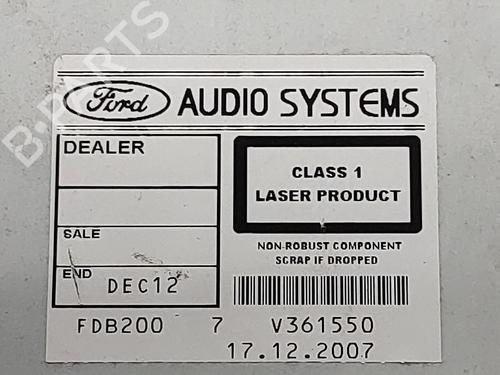 Ford AUDIO SYSTEMS
DEALER
CLASS 1
LASER PRODUCT
SALE
NON-ROBUST COMPONENT
SCRAP IF DROPPED
END DEC12
FDB200 7 V361550
17.12.2007
B-PARTS